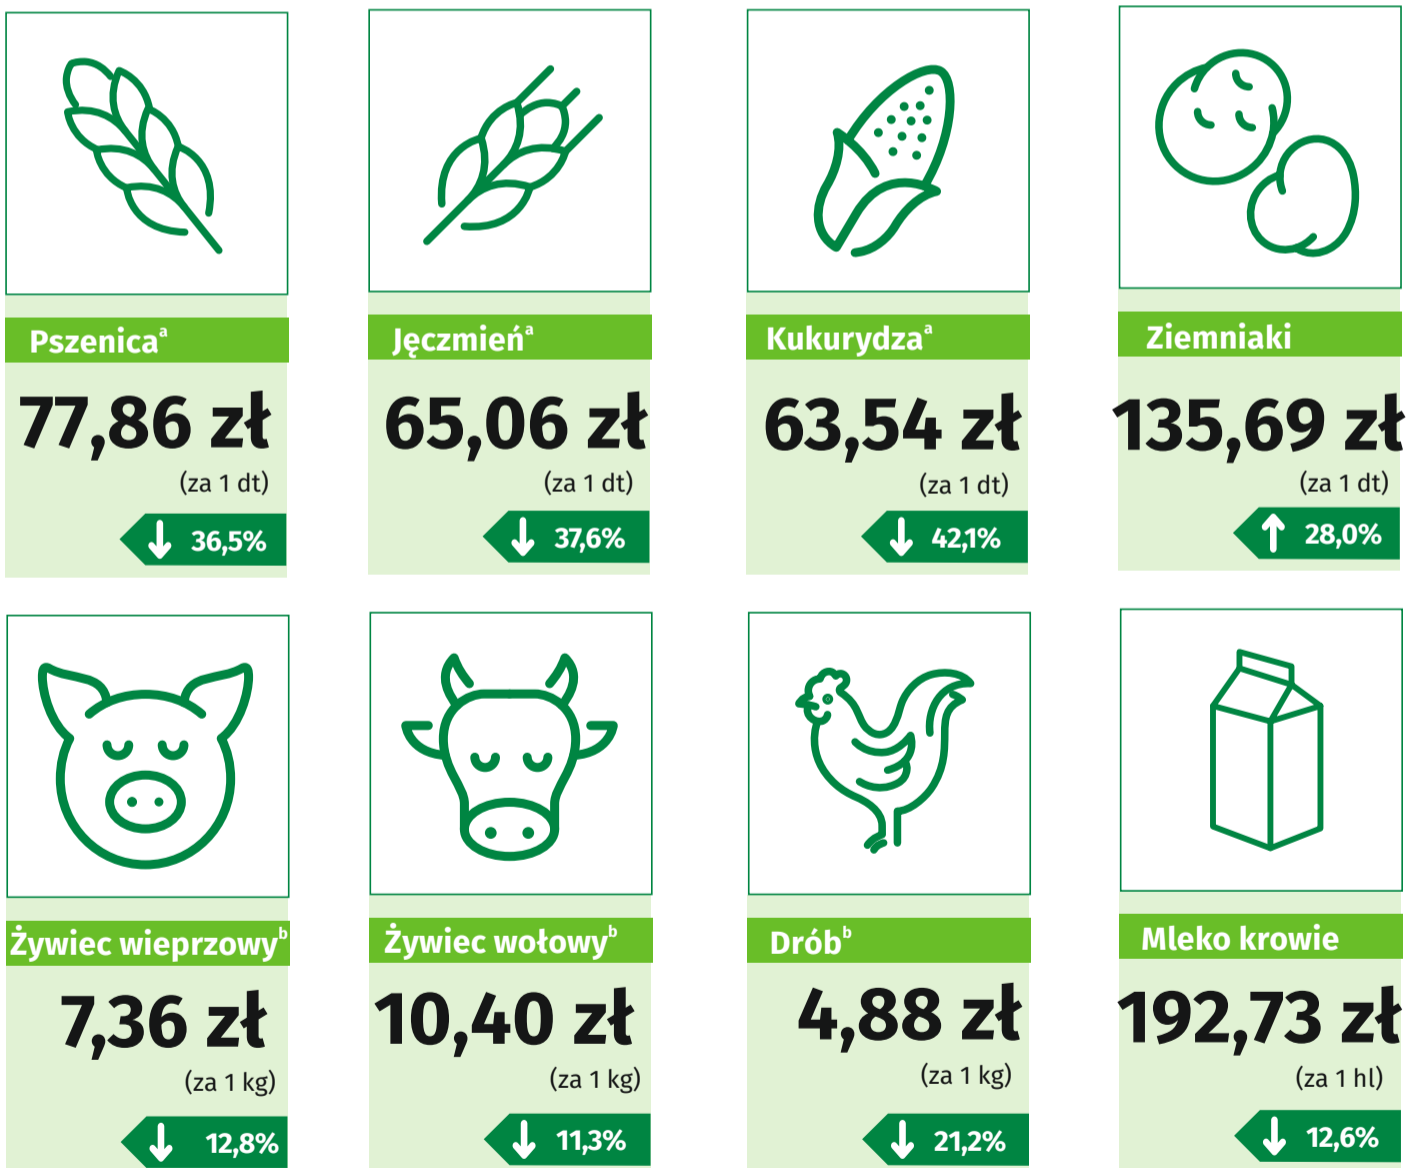 Pszenicaᵃ
77,86 zł
(za 1 dt)
36,5%
Jęczmieńᵃ
65,06 zł
(za 1 dt)
37,6%
Kukurydzaᵃ
63,54 zł
(za 1 dt)
42,1%
Ziemniaki
135,69 zł
(za 1 dt)
28,0%
Żywiec wieprzowyᵇ
7,36 zł
(za 1 kg)
12,8%
Żywiec wołowyᵇ
10,40 zł
(za 1 kg)
11,3%
Dróbᵇ
4,88 zł
(za 1 kg)
21,2%
Mleko krowie
192,73 zł
(za 1 hl)
12,6%